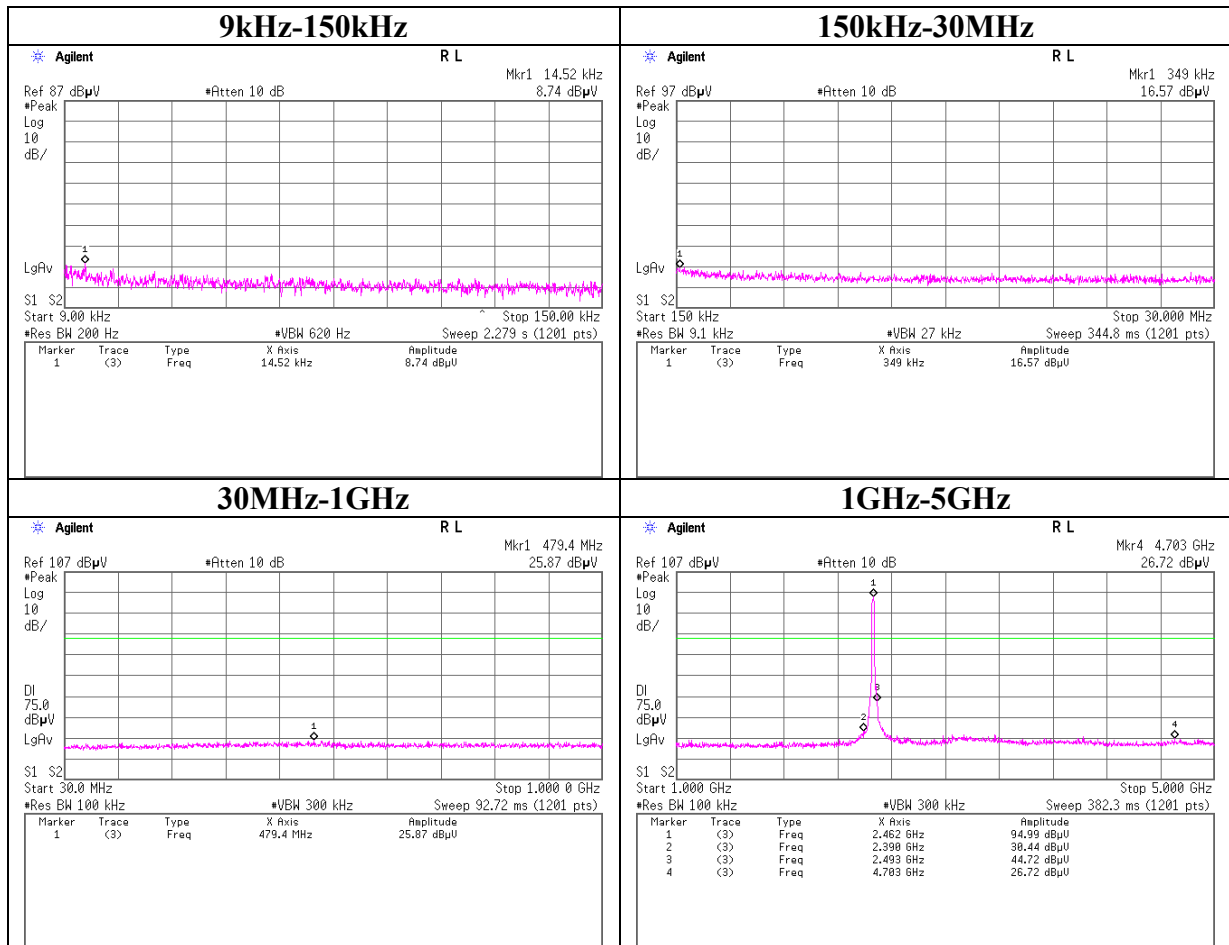 9kHz-150kHz
Agilent R L
Mkr1 14.52 kHz
Ref 87 dBµV #Atten 10 dB 8.74 dBµV
#Peak
Log
10
dB/
1
LgAv
S1 S2
Start 9.00 kHz ^ Stop 150.00 kHz
#Res BW 200 Hz #VBW 620 Hz Sweep 2.279 s (1201 pts)
Marker Trace Type X Axis Amplitude
1 (3) Freq 14.52 kHz 8.74 dBµV
150kHz-30MHz
Agilent R L
Mkr1 349 kHz
Ref 97 dBµV #Atten 10 dB 16.57 dBµV
#Peak
Log
10
dB/
1
LgAv
S1 S2
Start 150 kHz Stop 30.000 MHz
#Res BW 9.1 kHz #VBW 27 kHz Sweep 344.8 ms (1201 pts)
Marker Trace Type X Axis Amplitude
1 (3) Freq 349 kHz 16.57 dBµV
30MHz-1GHz
Agilent R L
Mkr1 479.4 MHz
Ref 107 dBµV #Atten 10 dB 25.87 dBµV
#Peak
Log
10
dB/
DI
75.0
dBµV
1
LgAv
S1 S2
Start 30.0 MHz Stop 1.000 0 GHz
#Res BW 100 kHz #VBW 300 kHz Sweep 92.72 ms (1201 pts)
Marker Trace Type X Axis Amplitude
1 (3) Freq 479.4 MHz 25.87 dBµV
1GHz-5GHz
Agilent R L
Mkr4 4.703 GHz
Ref 107 dBµV #Atten 10 dB 26.72 dBµV
#Peak
1
Log
10
dB/
DI 3
75.0
dBµV 2 4
LgAv
S1 S2
Start 1.000 GHz Stop 5.000 GHz
#Res BW 100 kHz #VBW 300 kHz Sweep 382.3 ms (1201 pts)
Marker Trace Type X Axis Amplitude
1 (3) Freq 2.462 GHz 94.99 dBµV
2 (3) Freq 2.390 GHz 30.44 dBµV
3 (3) Freq 2.493 GHz 44.72 dBµV
4 (3) Freq 4.703 GHz 26.72 dBµV